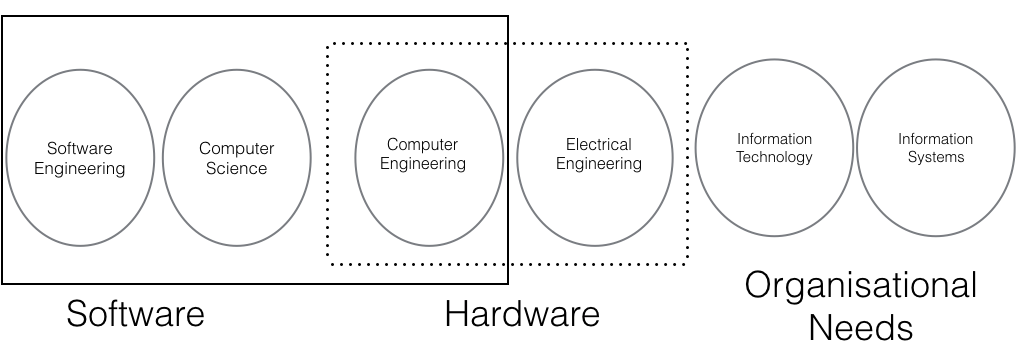 Software
Engineering
Computer
Science
Computer
Engineering
Electrical
Engineering
Information
Technology
Information
Systems
Software
Hardware
Organisational
Needs